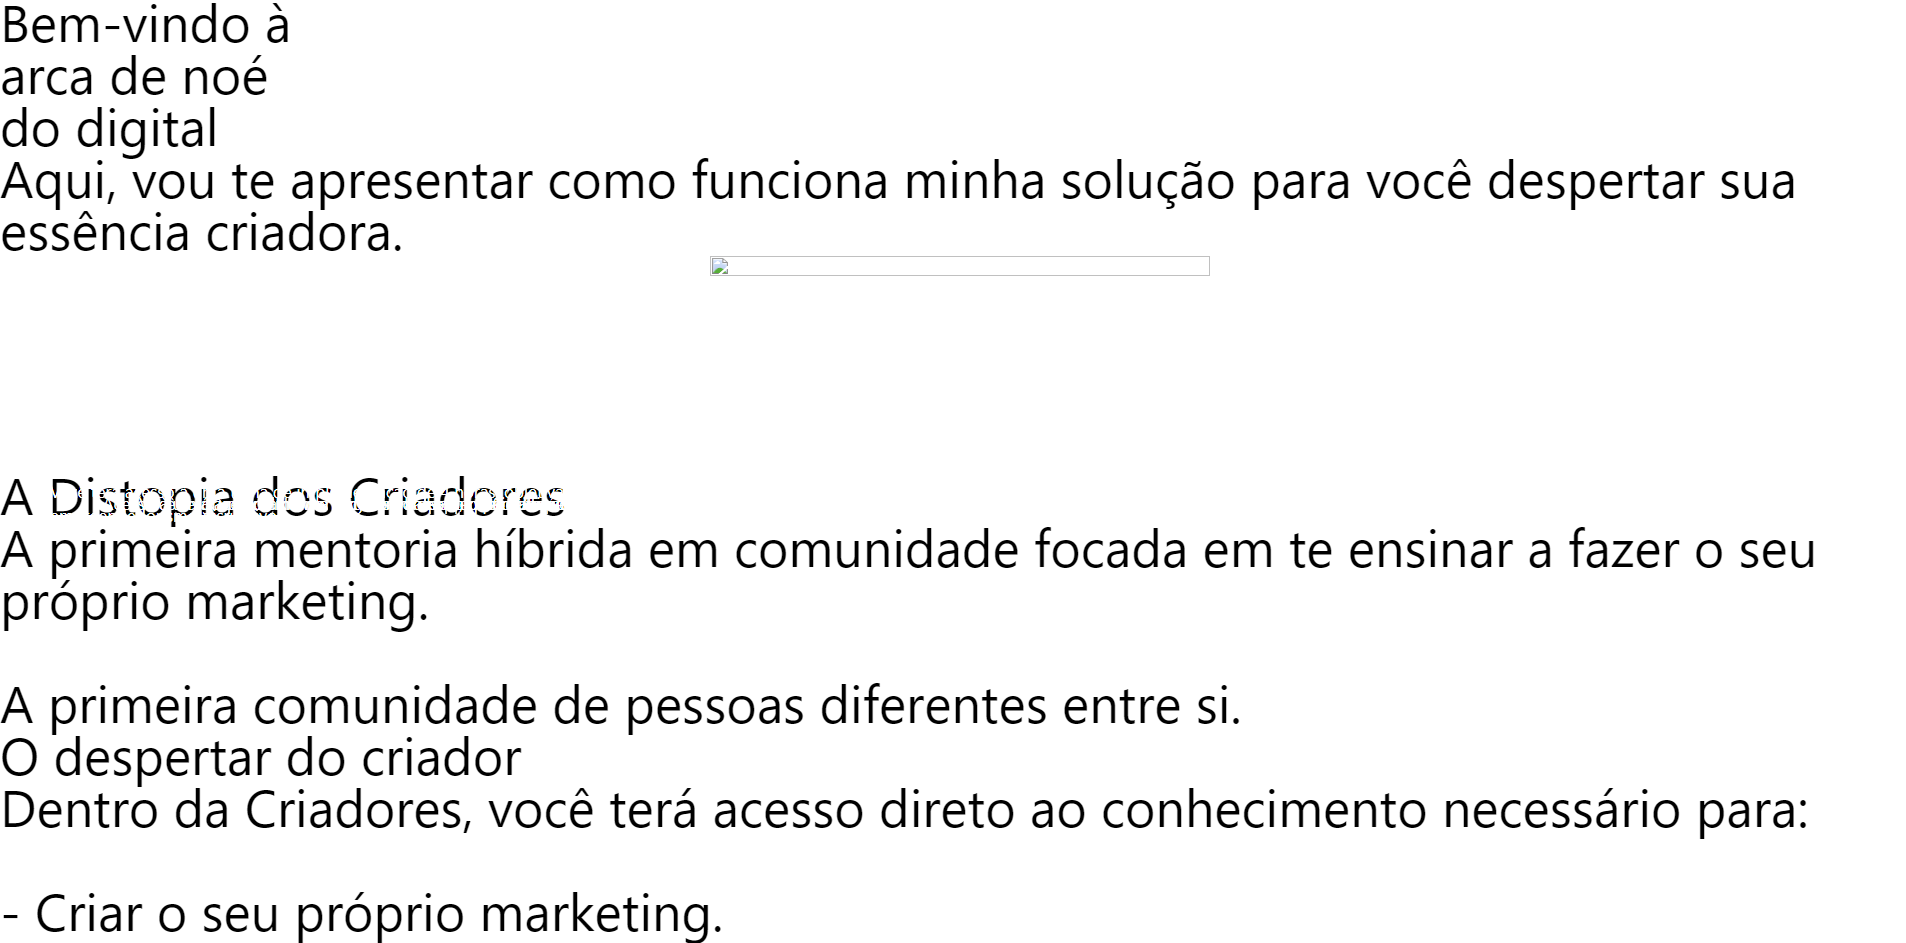 Bem-vindo à
arca de noé
do digital
Aqui, vou te apresentar como funciona minha solução para você despertar sua
essência criadora.
A Distopia dos Criadores
A primeira mentoria híbrida em comunidade focada em te ensinar a fazer o seu
próprio marketing.
A primeira comunidade de pessoas diferentes entre si.
O despertar do criador
Dentro da Criadores, você terá acesso direto ao conhecimento necessário para:
- Criar o seu próprio marketing.